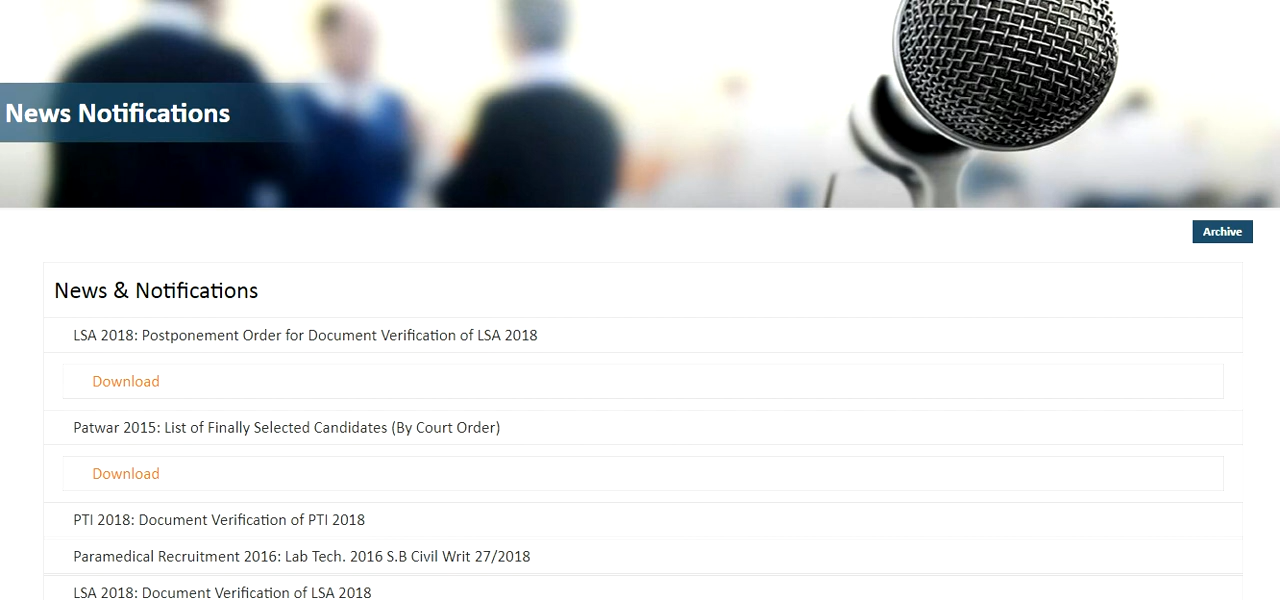 News Notifications
Archive
News & Notifications
LSA 2018: Postponement Order for Document Verification of LSA 2018
Download
Patwar 2015: List of Finally Selected Candidates (By Court Order)
Download
PTI 2018: Document Verification of PTI 2018
Paramedical Recruitment 2016: Lab Tech. 2016 S.B Civil Writ 27/2018
LSA 2018: Document Verification of LSA 2018